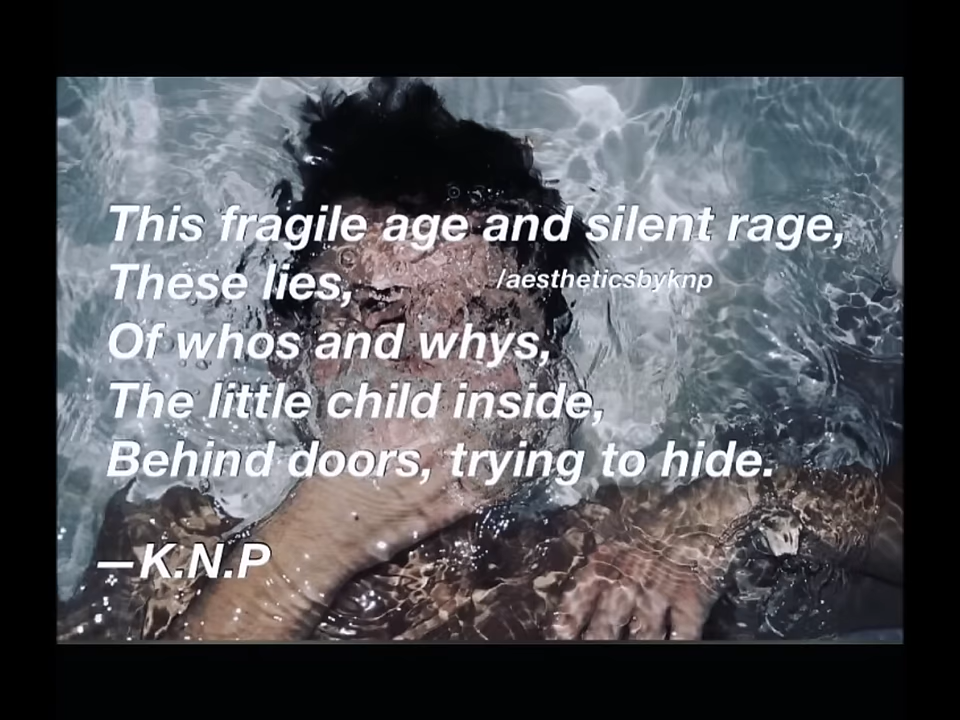 This fragile age and silent rage,
These lies,
/aestheticsbyknp
Of whos and whys,
The little child inside,
Behind doors, trying to hide.
—K.N.P